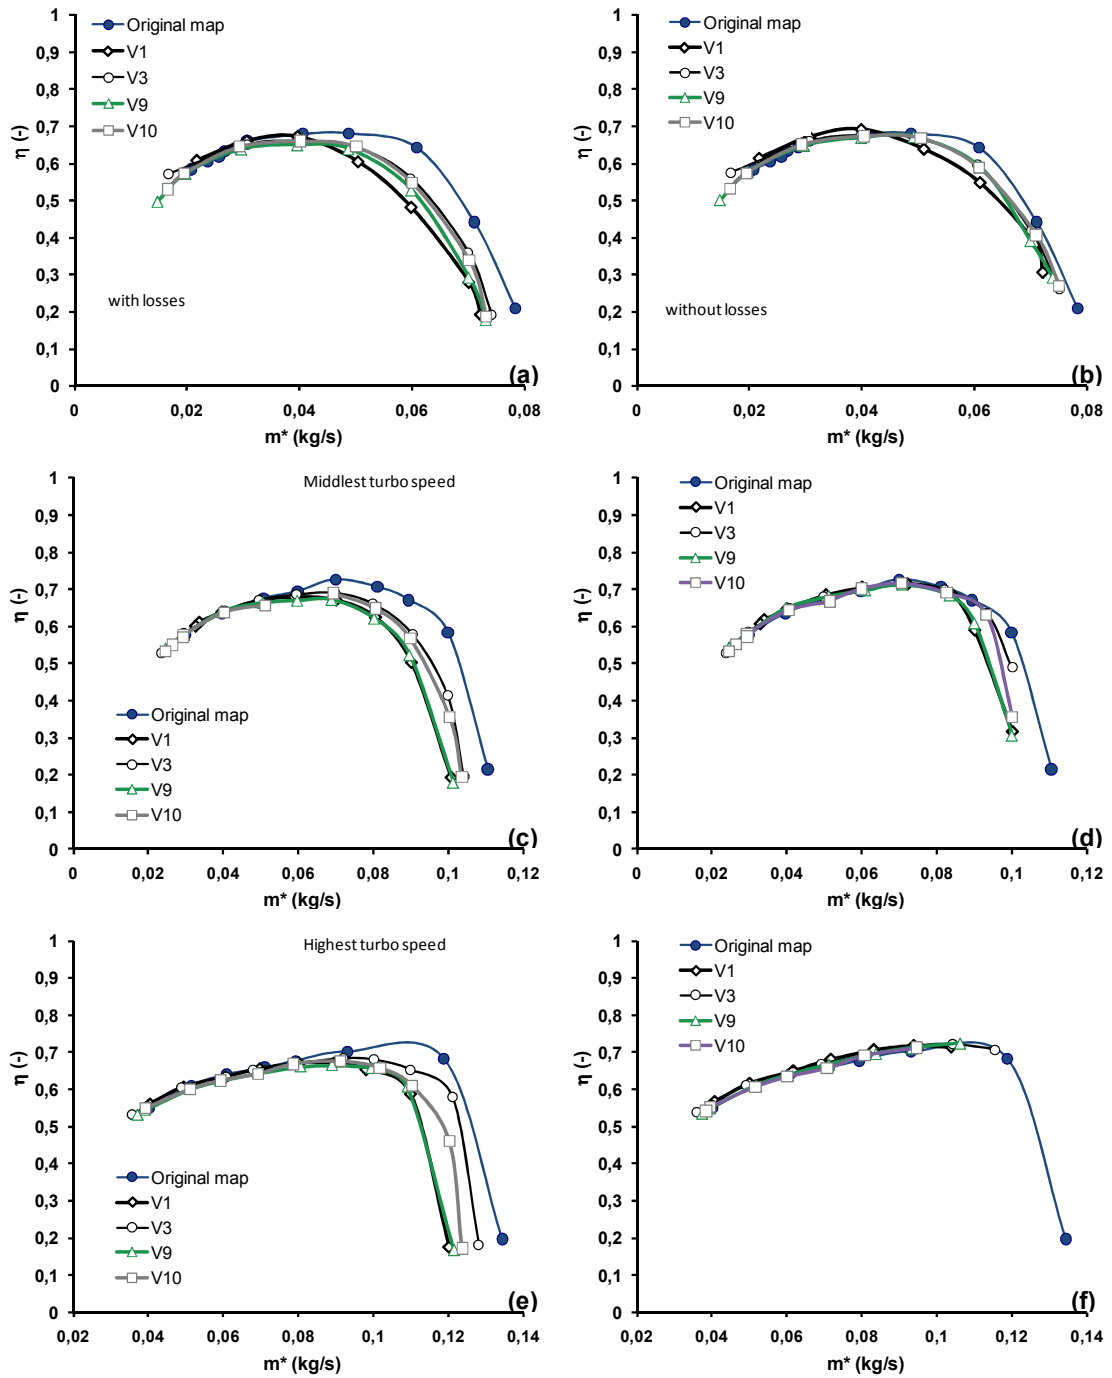 1
0,9
0,8
0,7
0,6
0,5
0,4
0,3
0,2
0,1
0
η (-)
Original map
V1
V3
V9
V10
with losses
(a)
0
0,02
0,04
0,06
0,08
m* (kg/s)
1
0,9
0,8
0,7
0,6
0,5
0,4
0,3
0,2
0,1
0
η (-)
Original map
V1
V3
V9
V10
without losses
(b)
0
0,02
0,04
0,06
0,08
m* (kg/s)
1
0,9
0,8
0,7
0,6
0,5
0,4
0,3
0,2
0,1
0
η (-)
Middlest turbo speed
Original map
V1
V3
V9
V10
(c)
0
0,02
0,04
0,06
0,08
0,1
0,12
m* (kg/s)
1
0,9
0,8
0,7
0,6
0,5
0,4
0,3
0,2
0,1
0
η (-)
Original map
V1
V3
V9
V10
(d)
0
0,02
0,04
0,06
0,08
0,1
0,12
m* (kg/s)
1
0,9
0,8
0,7
0,6
0,5
0,4
0,3
0,2
0,1
0
η (-)
Highest turbo speed
Original map
V1
V3
V9
V10
(e)
0,02
0,04
0,06
0,08
0,1
0,12
0,14
m* (kg/s)
1
0,9
0,8
0,7
0,6
0,5
0,4
0,3
0,2
0,1
0
η (-)
Original map
V1
V3
V9
V10
(f)
0,02
0,04
0,06
0,08
0,1
0,12
0,14
m* (kg/s)